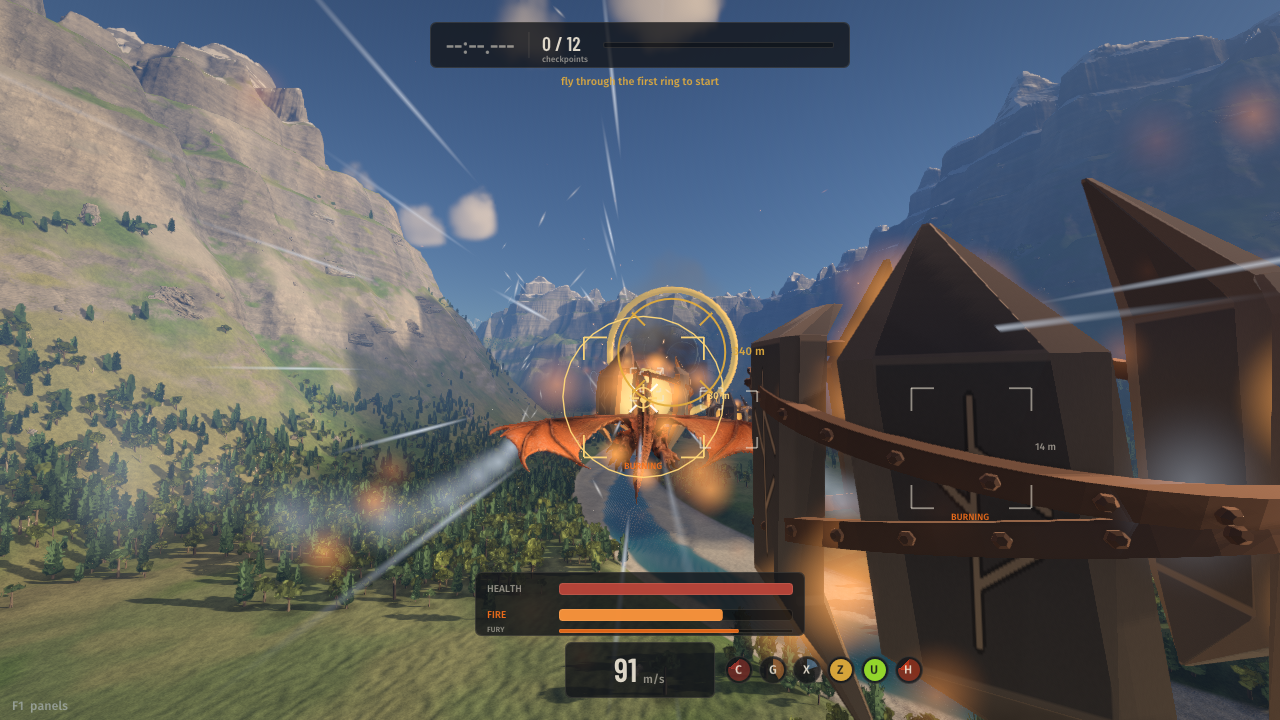 --:--.---
0 / 12
checkpoints
fly through the first ring to start
40 m
14 m
BURNING
BURNING
HEALTH
FIRE
FURY
91 m/s
C G X Z U H
F1 panels